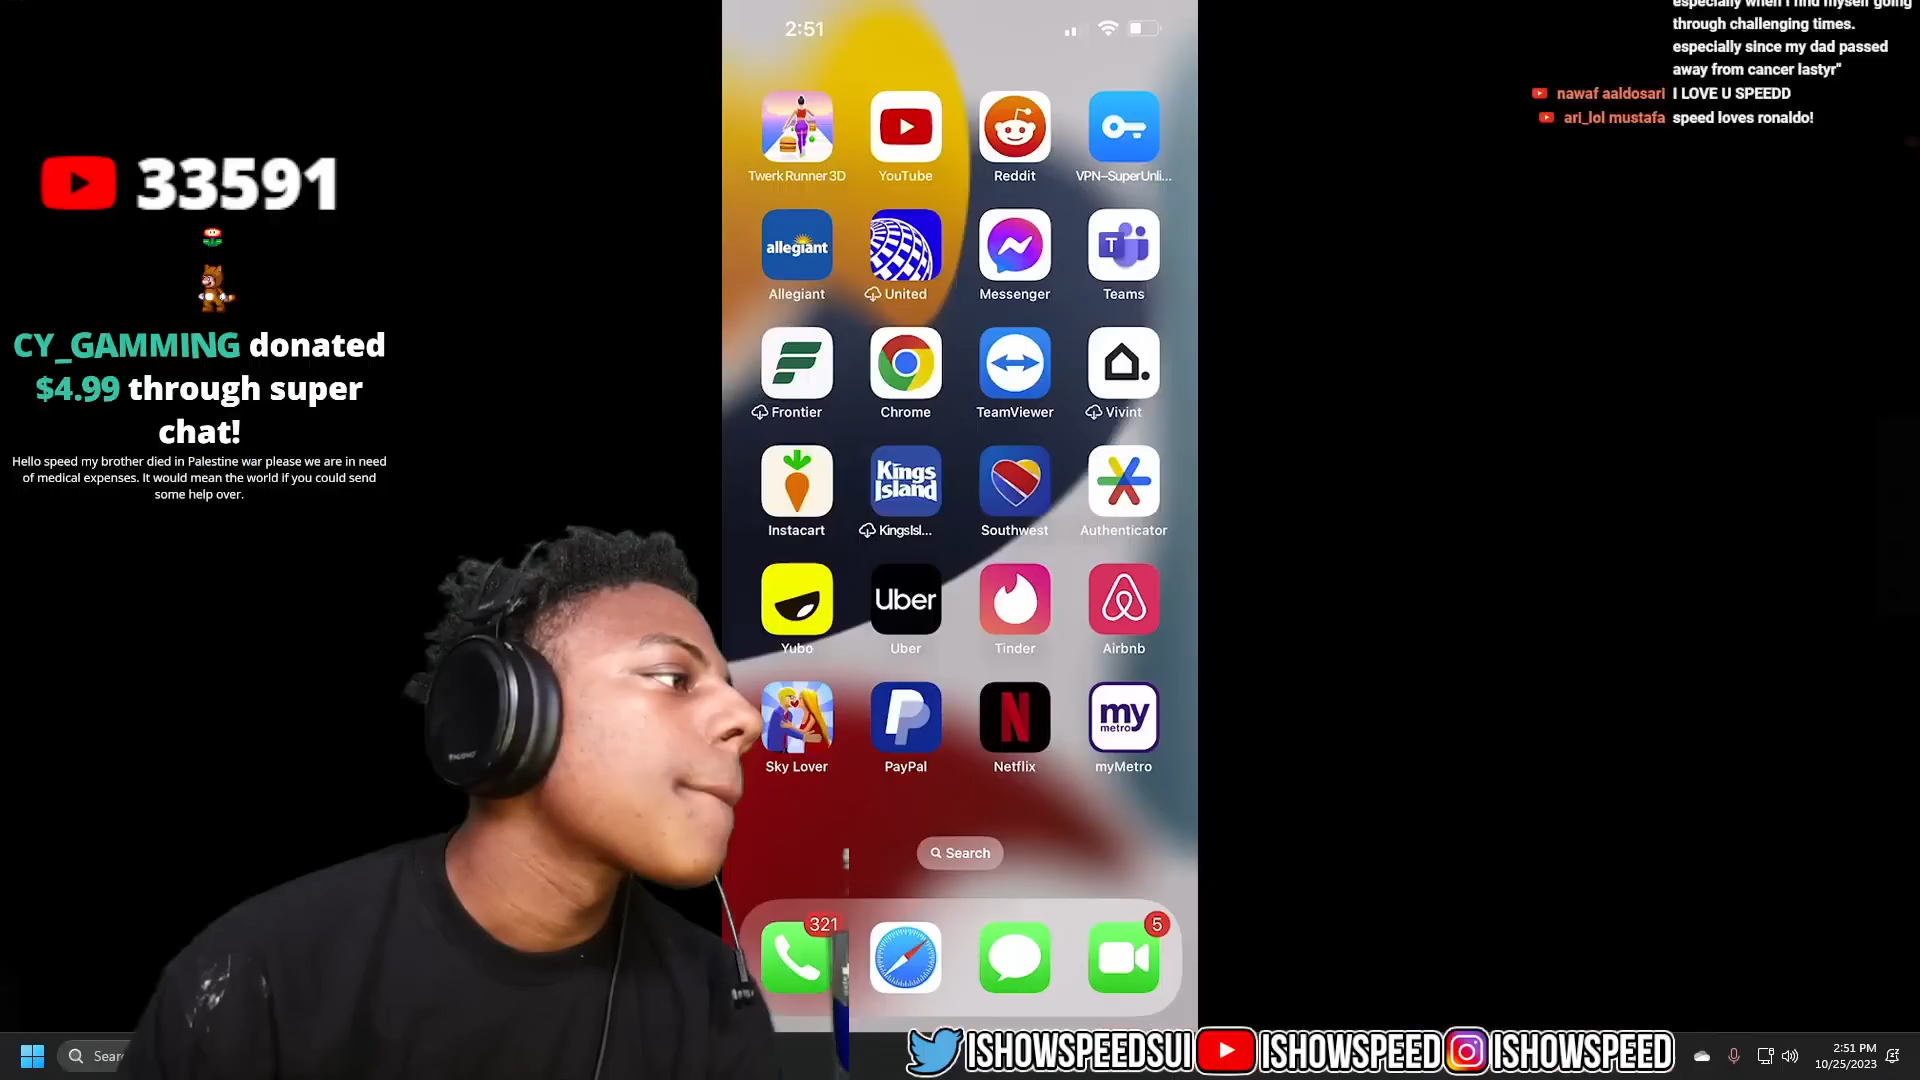 2:51
Twerk Runner 3D
YouTube
Reddit
VPN-SuperUnli...
allegiant
Allegiant
United
Messenger
T
Teams
Frontier
Chrome
TeamViewer
Vivint
Instacart
Kings
Island
KingsIsl...
Southwest
Authenticator
Yubo
Uber
Uber
Tinder
Airbnb
Sky Lover
PayPal
N
Netflix
my
metro
myMetro
Search
321
5
33591
CY_GAMMING donated
$4.99 through super
chat!
Hello speed my brother died in Palestine war please we are in need
of medical expenses. It would mean the world if you could send
some help over.
especially when I find myself going
through challenging times.
especially since my dad passed
away from cancer lastyr"
nawaf aaldosari I LOVE U SPEEDD
ari_lol mustafa speed loves ronaldo!
Sear
ISHOWSPEEDSUI ISHOWSPEED ISHOWSPEED
2:51 PM
10/25/2023